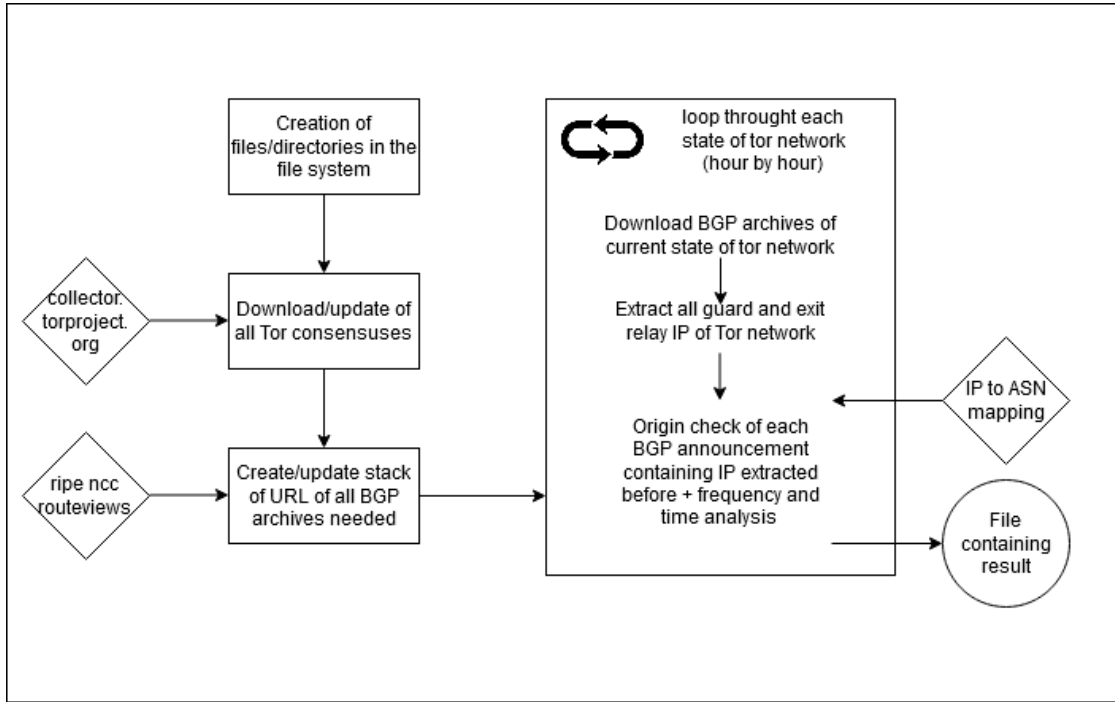 Creation of
files/directories in the
file system
collector.
torproject.
org
Download/update of
all Tor consensuses
ripe ncc
routeviews
Create/update stack
of URL of all BGP
archives needed
loop throught each
state of tor network
(hour by hour)
Download BGP archives of
current state of tor network
Extract all guard and exit
relay IP of Tor network
Origin check of each
BGP announcement
containing IP extracted
before + frequency and
time analysis
IP to ASN
mapping
File
containing
result